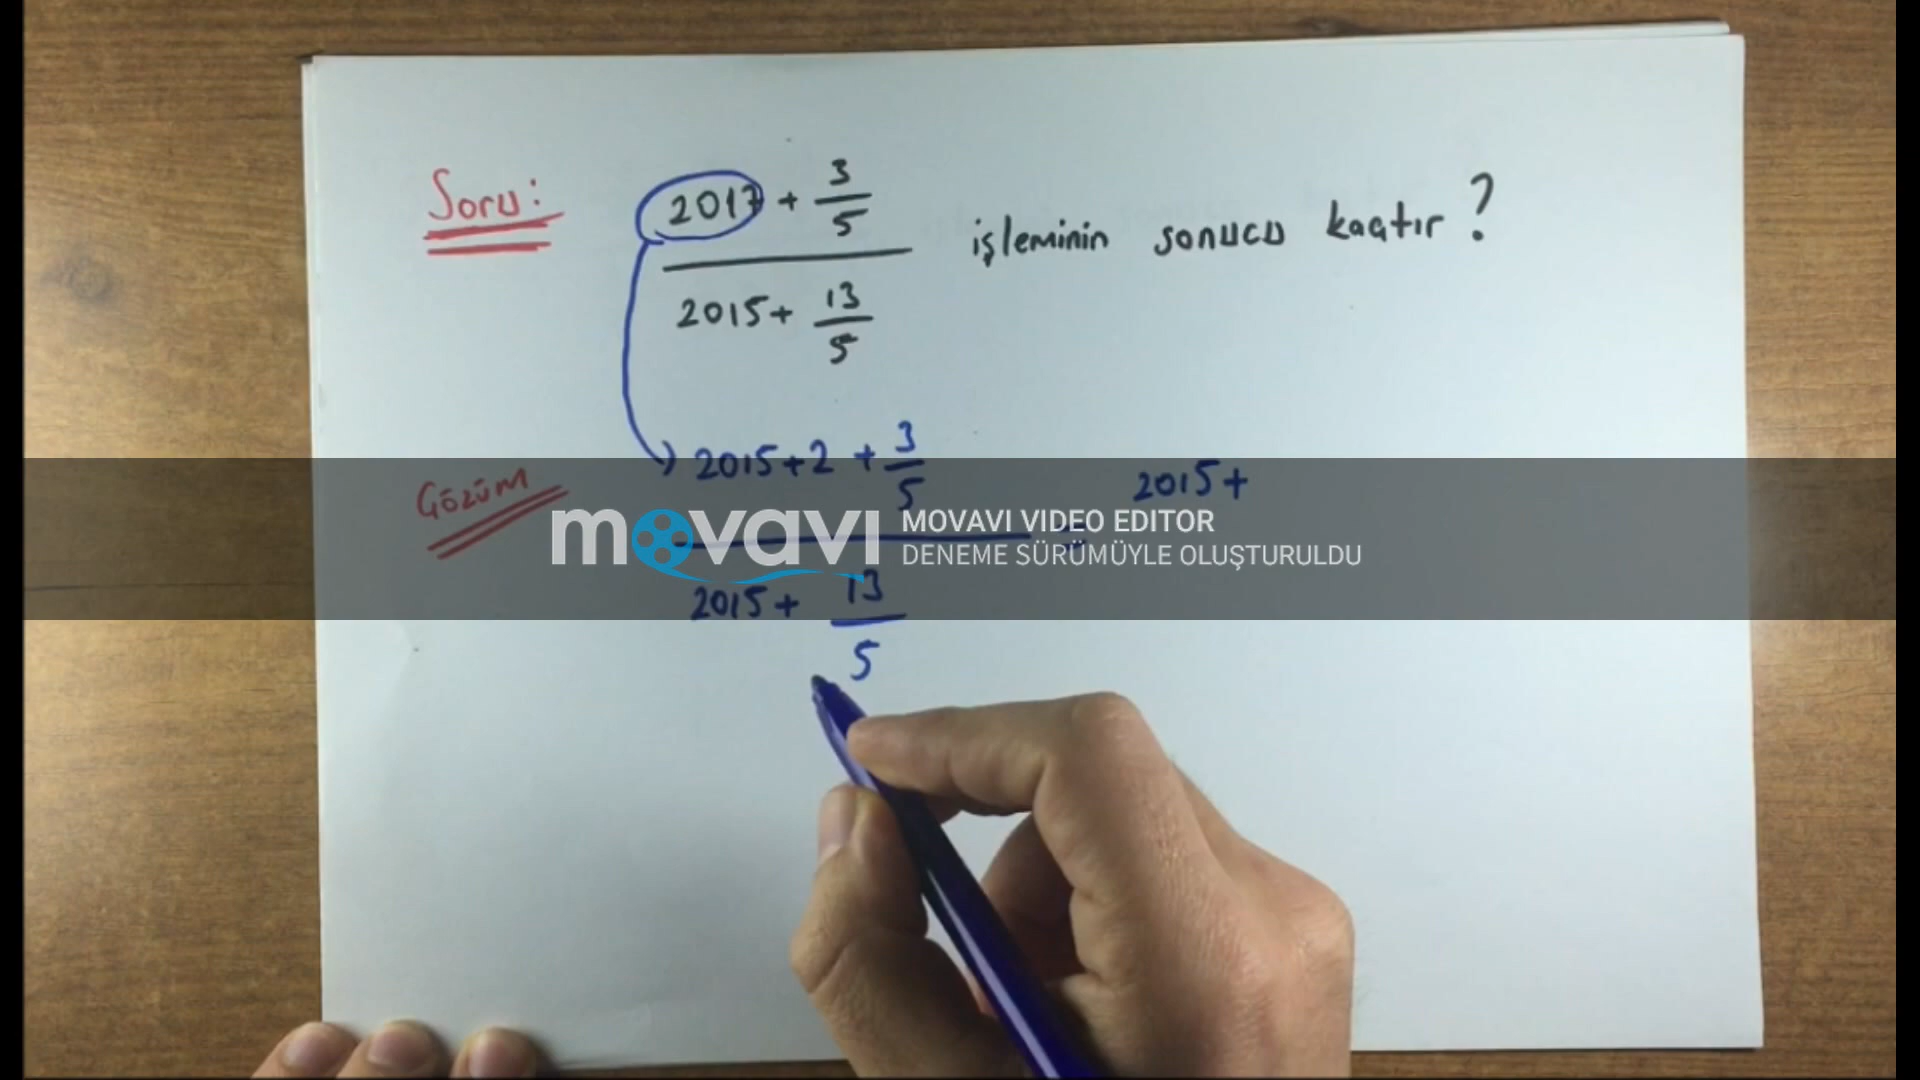 Soru:
2017 + 3/5
işleminin sonucu kaçtır ?
2015+ 13/5
Çözüm
2015+2 + 3/5
=
2015+
2015+ 13/5
movavi
MOVAVI VIDEO EDITOR
DENEME SÜRÜMÜYLE OLUŞTURULDU